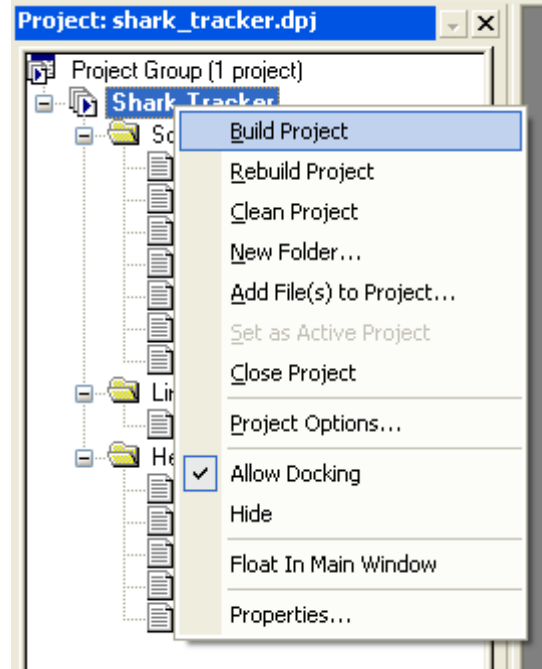 Project: shark_tracker.dpj
Project Group (1 project)
Shark_Tracker
Build Project
Rebuild Project
Clean Project
New Folder...
Add File(s) to Project...
Set as Active Project
Close Project
Project Options...
Allow Docking
Hide
Float In Main Window
Properties...